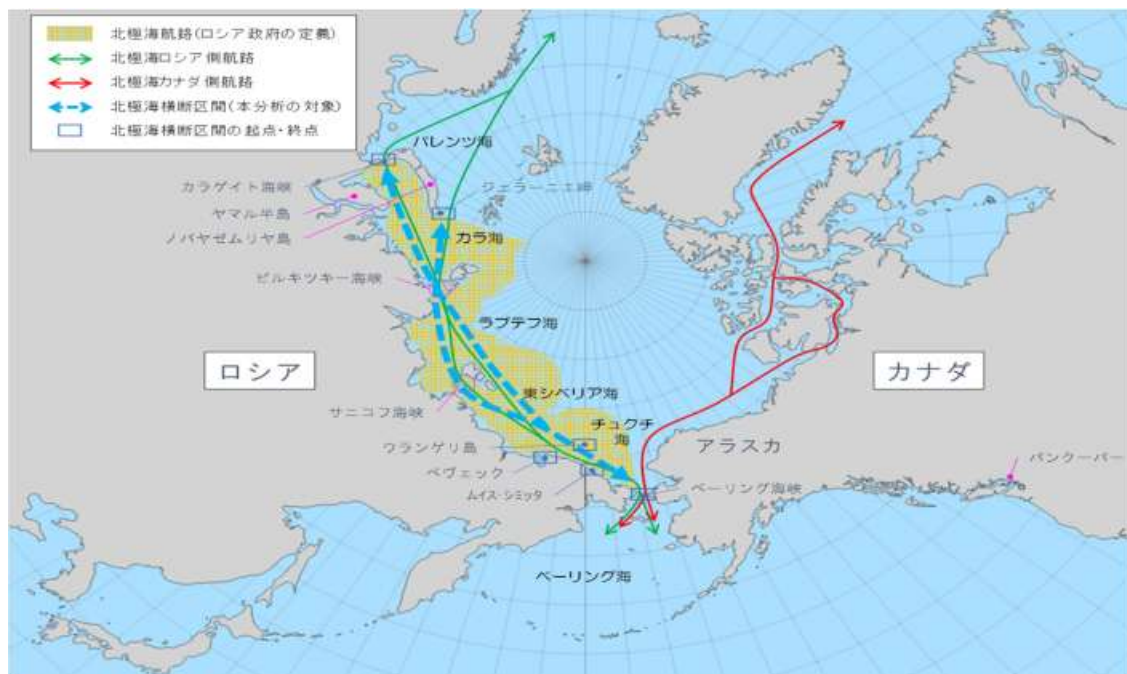 北極海航路(ロシア政府の定義)
北極海ロシア側航路
北極海カナダ側航路
北極海横断区間(本分析の対象)
北極海横断区間の起点・終点
バレンツ海
カラゲイト海峡
ジェラーニエ岬
ヤマル半島
ノバヤゼムリヤ島
カラ海
ビルキツキー海峡
ラプテフ海
ロシア
カナダ
東シベリア海
サニコフ海峡
チュクチ
海
ウランゲリ島
アラスカ
バンクーバー
ペヴェック
ムイス・シミッタ
ベーリング海峡
ベーリング海